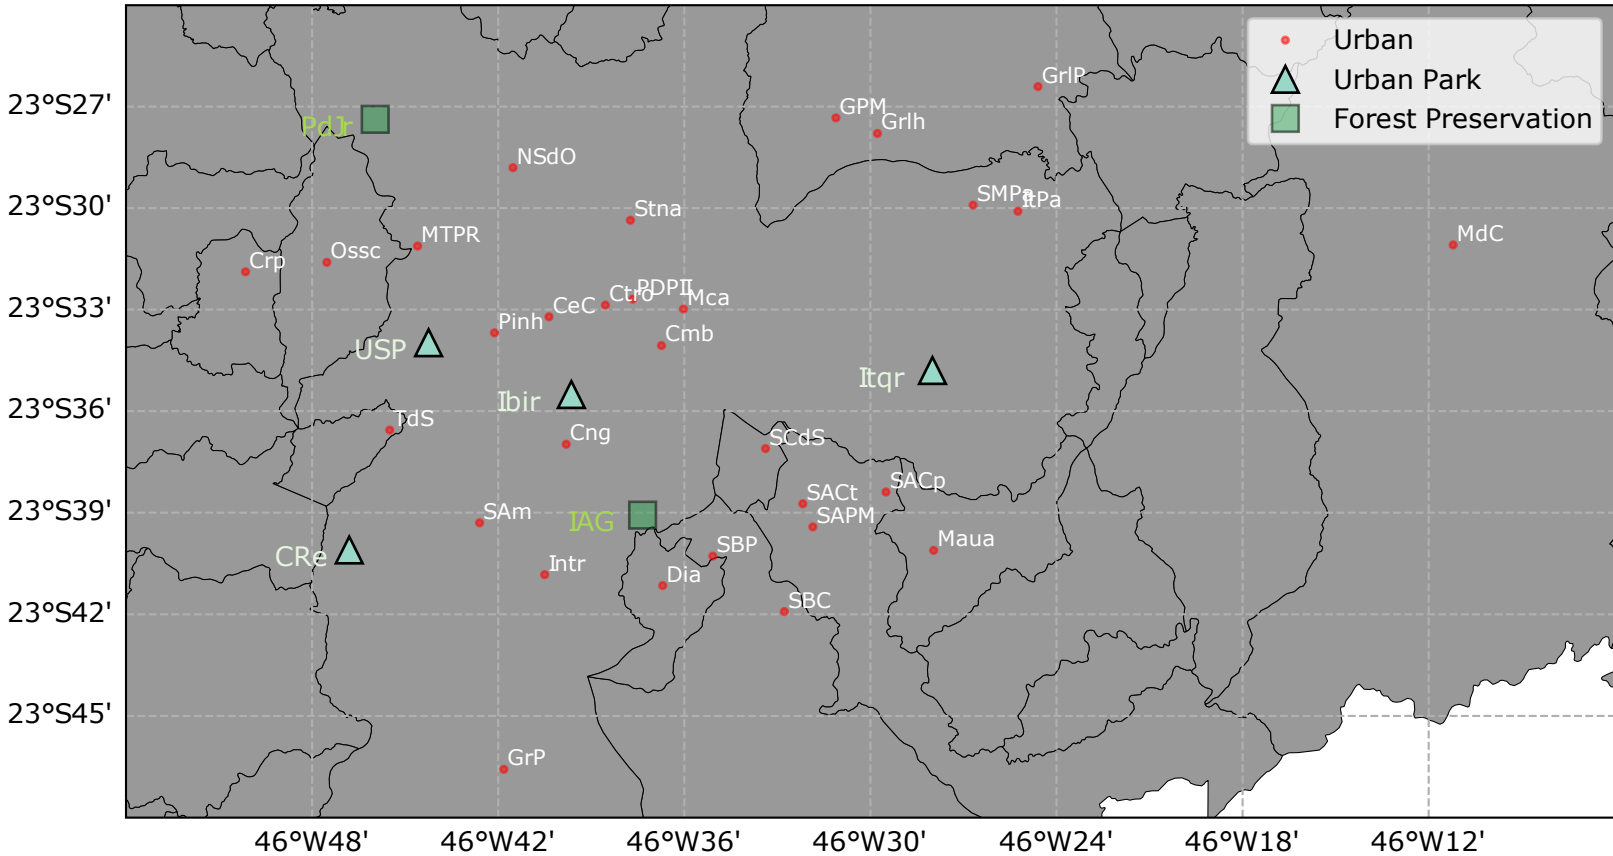 Urban
Urban Park
Forest Preservation
23°S27'
23°S30'
23°S33'
23°S36'
23°S39'
23°S42'
23°S45'
GrlP
GPM
Grlh
PdJr
NSdO
SMPa
ItPa
Stna
MTPR
MdC
Ossc
Crp
PDPII
Ctro
Mca
CeC
Pinh
Cmb
USP
Itqr
Ibir
TdS
Cng
SCdS
SACp
SACt
SAm
SAPM
IAG
Maua
SBP
CRe
Intr
Dia
SBC
GrP
46°W48'
46°W42'
46°W36'
46°W30'
46°W24'
46°W18'
46°W12'